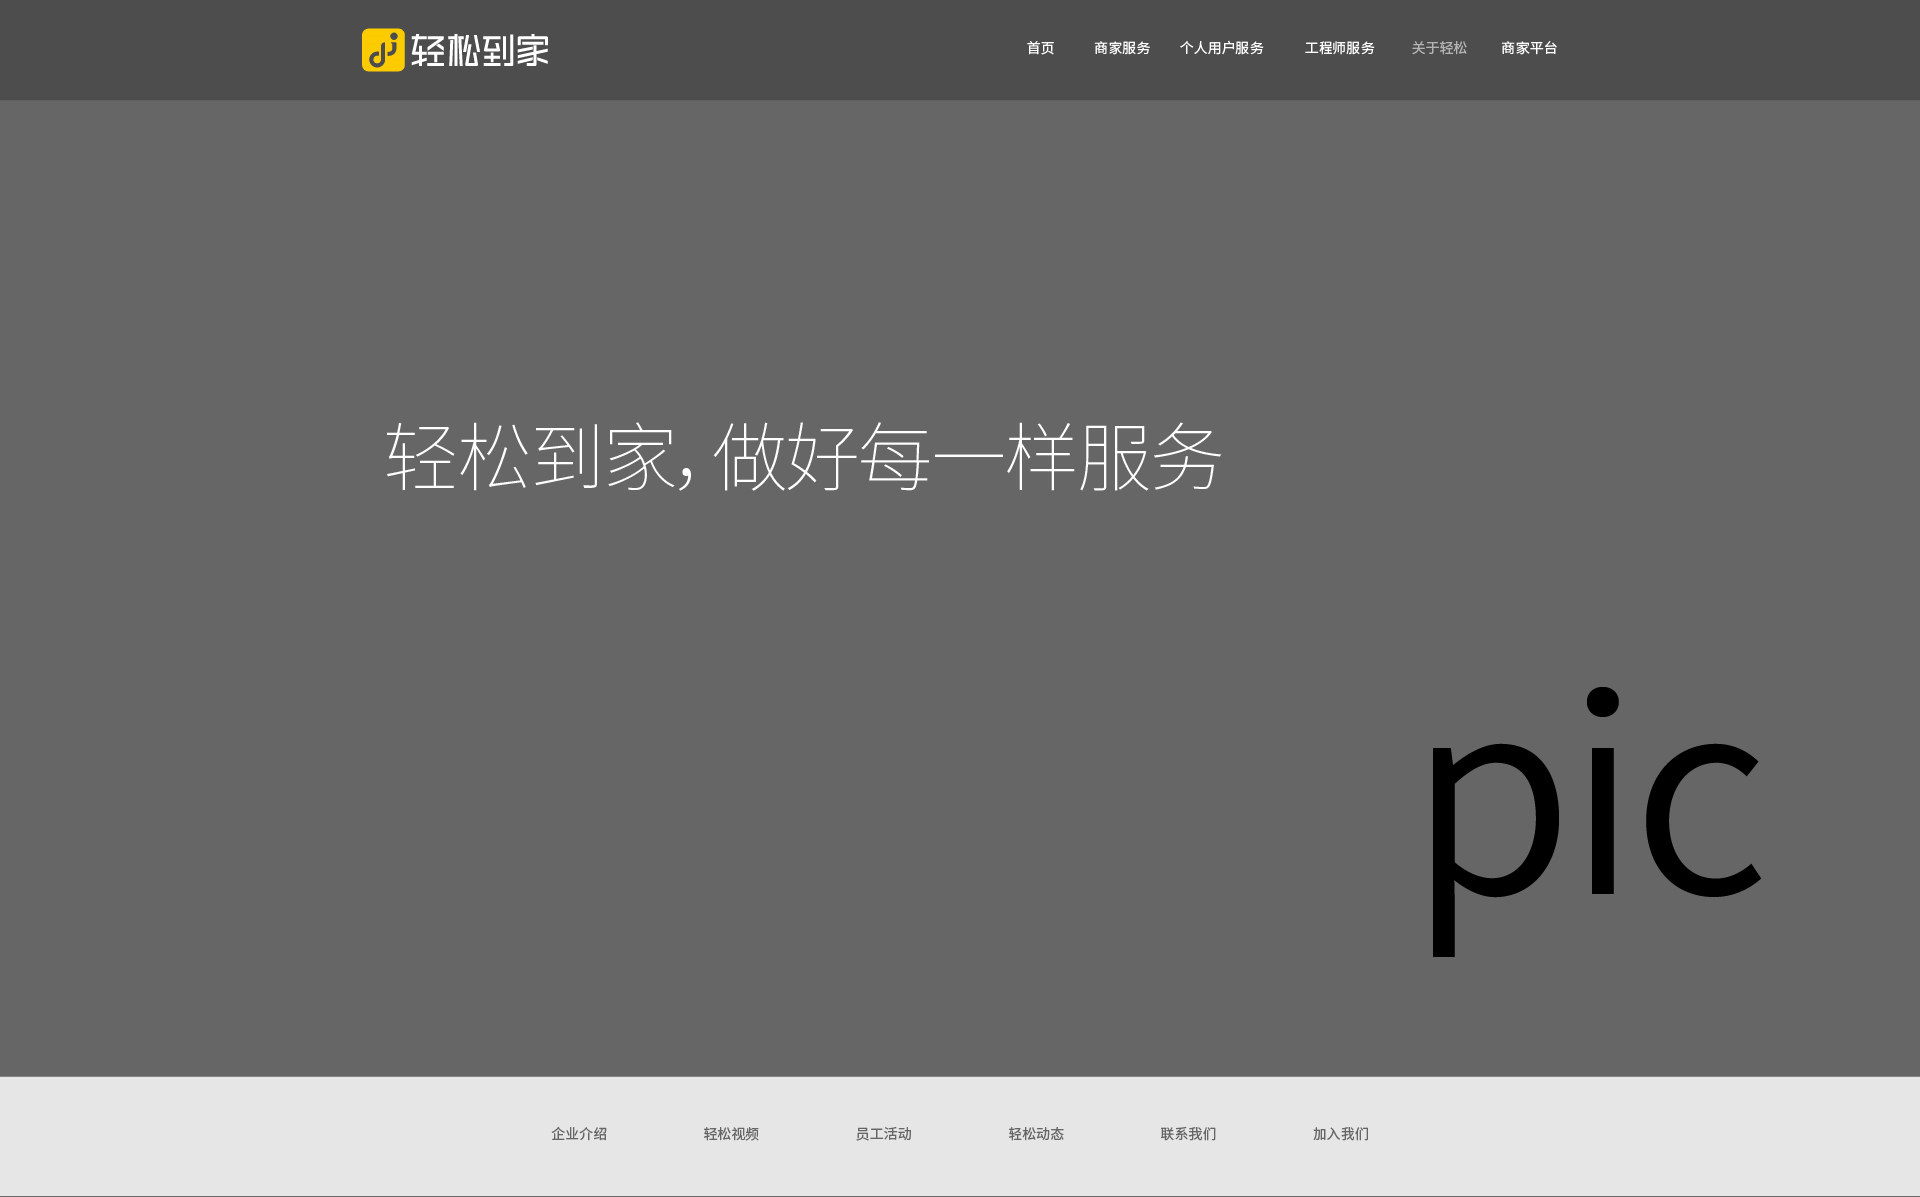 轻松到家
首页 商家服务 个人用户服务 工程师服务 关于轻松 商家平台
轻松到家，做好每一样服务
pic
企业介绍 轻松视频 员工活动 轻松动态 联系我们 加入我们